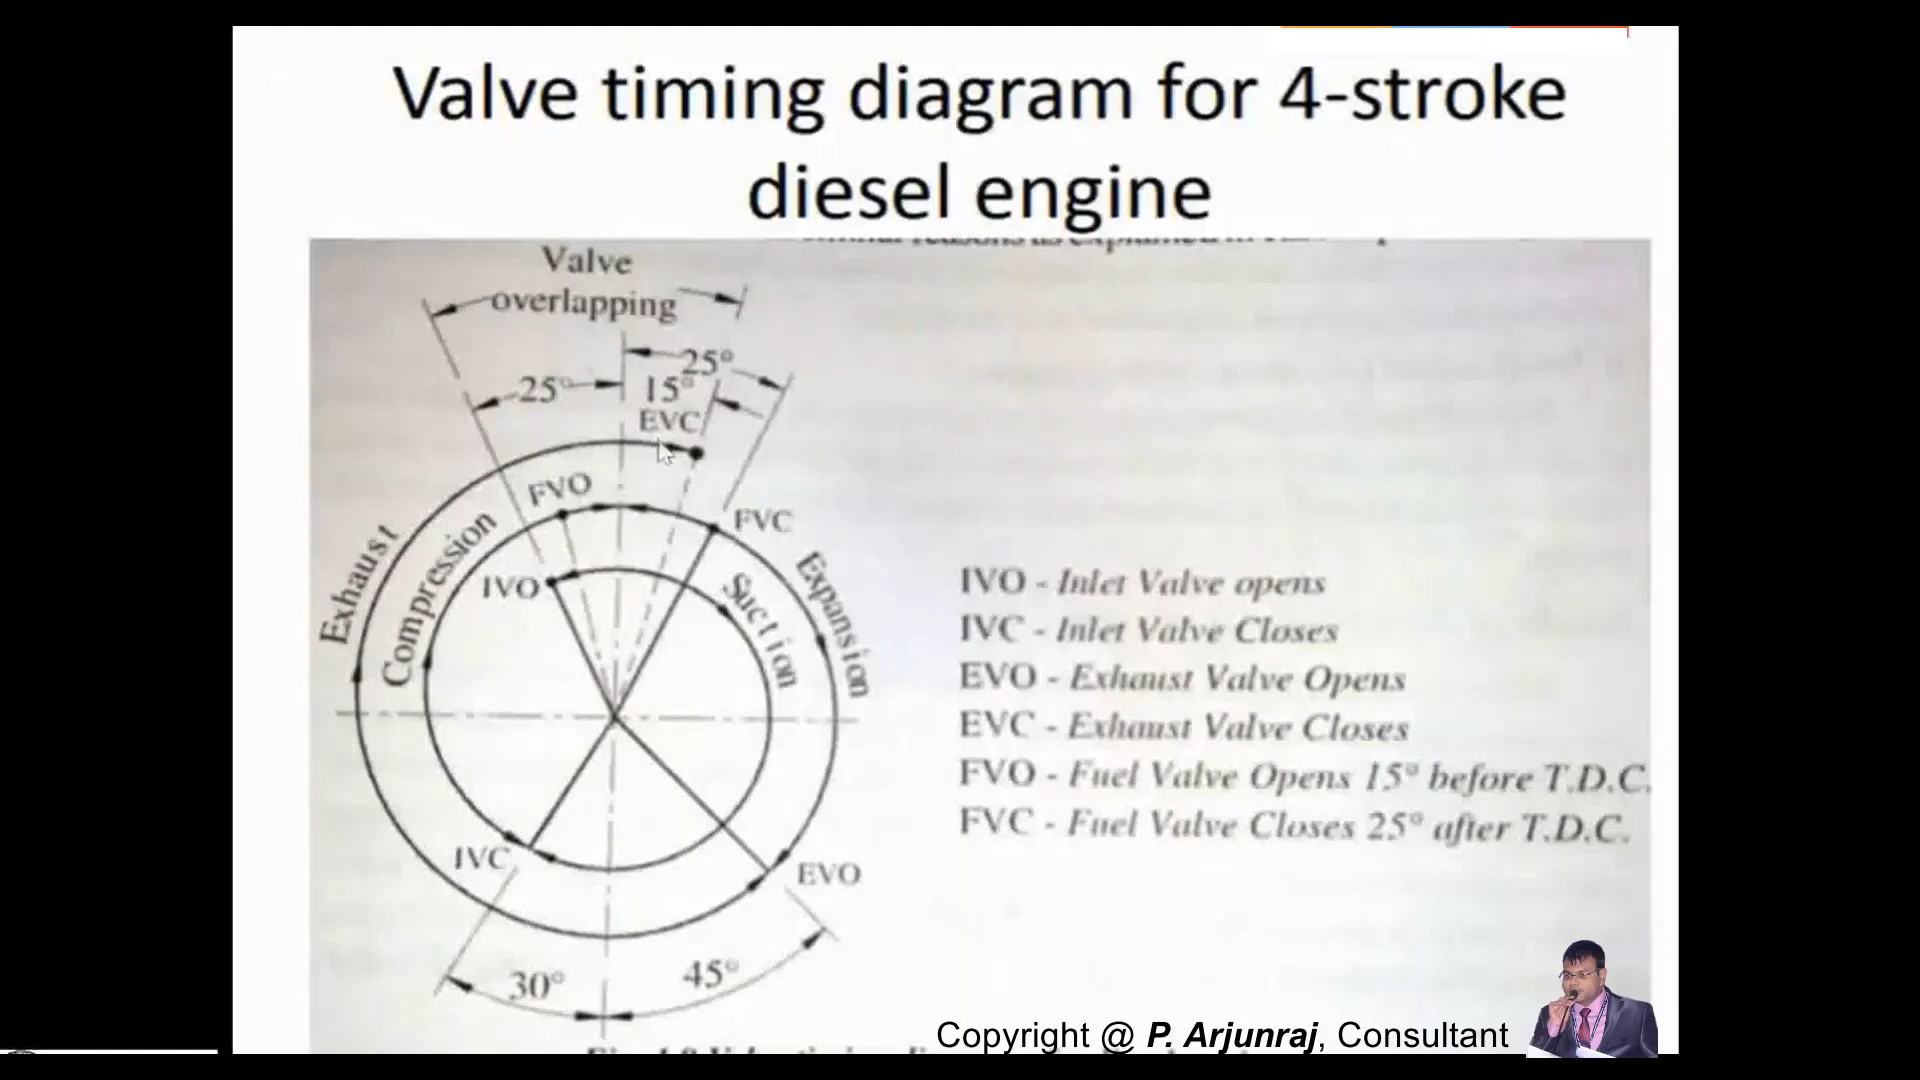 Valve timing diagram for 4-stroke
diesel engine
Valve
overlapping
25°
25°
15°
EVC
FVO
FVC
Exhaust
Compression
IVO
Suction
Expansion
IVC
EVO
30°
45°
IVO - Inlet Valve opens
IVC - Inlet Valve Closes
EVO - Exhaust Valve Opens
EVC - Exhaust Valve Closes
FVO - Fuel Valve Opens 15° before T.D.C.
FVC - Fuel Valve Closes 25° after T.D.C.
Copyright @ P. Arjunraj, Consultant